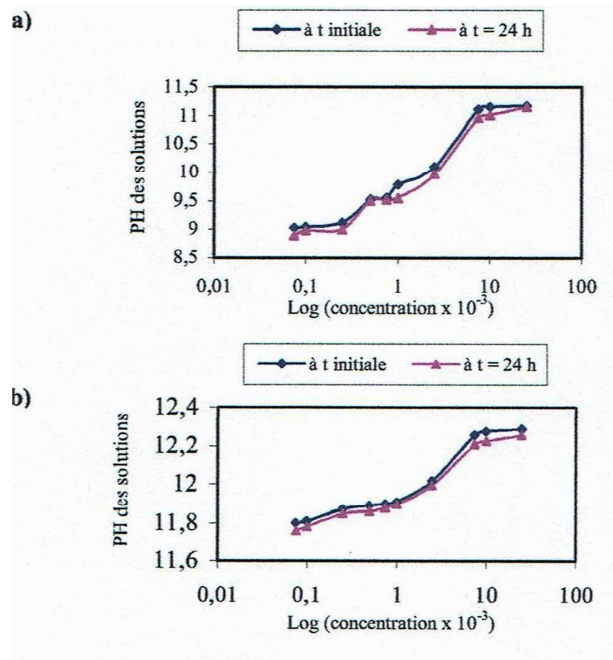 a)
à t initiale à t = 24 h
PH des solutions
11,5
11
10,5
10
9,5
9
8,5
0,01 0,1 1 10 100
Log (concentration x 10-3)
b)
à t initiale à t = 24 h
PH des solutions
12,4
12,2
12
11,8
11,6
0,01 0,1 1 10 100
Log (concentration x 10-3)